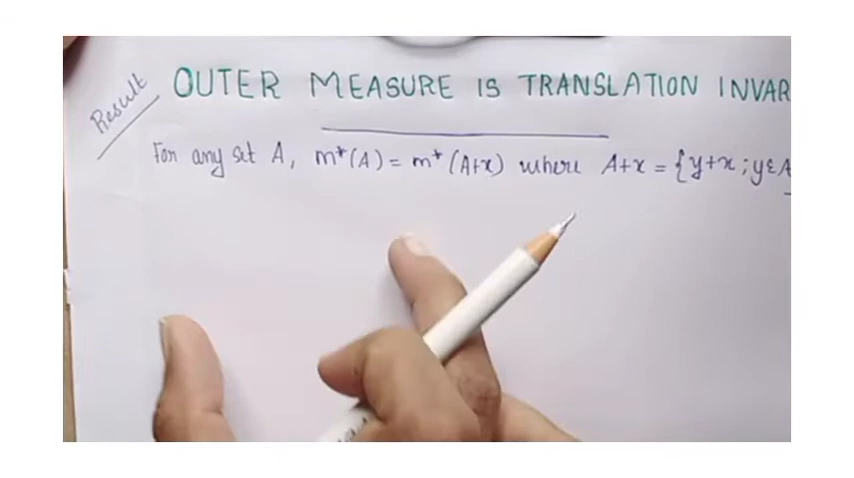 Result
OUTER MEASURE IS TRANSLATION INVAR
For any set A, m*(A) = m*(A+x) where A+x = {y+x ; y ε A